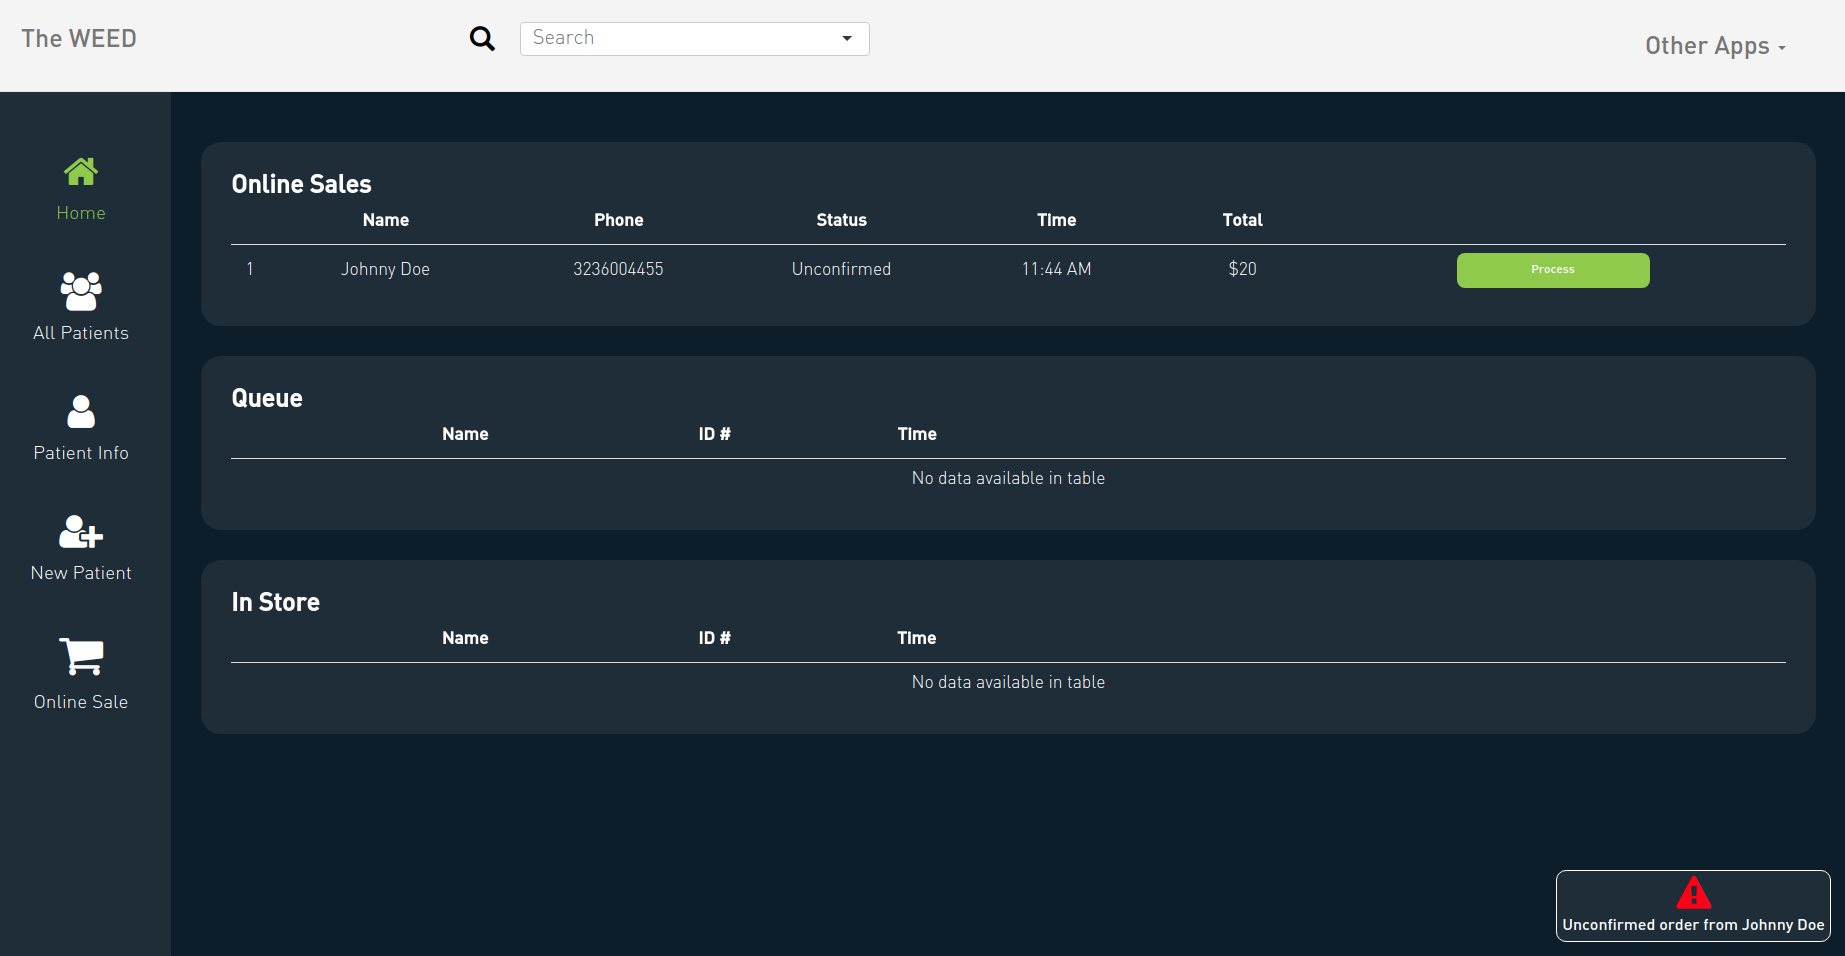 The WEED
Search
Other Apps
Home
All Patients
Patient Info
New Patient
Online Sale
Online Sales
Name Phone Status Time Total
1 Johnny Doe 3236004455 Unconfirmed 11:44 AM $20 Process
Queue
Name ID # Time
No data available in table
In Store
Name ID # Time
No data available in table
Unconfirmed order from Johnny Doe